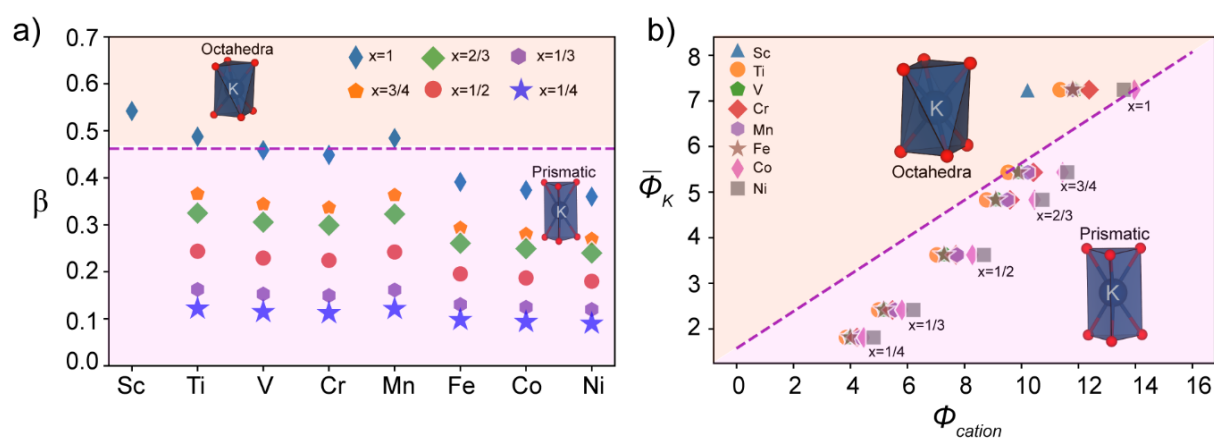 a)
0.7
0.6
0.5
0.4
0.3
0.2
0.1
0.0
β
Octahedra
K
x=1
x=2/3
x=1/3
x=3/4
x=1/2
x=1/4
Prismatic
K
Sc Ti V Cr Mn Fe Co Ni
b)
8
7
6
5
4
3
2
Φ̅_K
Sc
Ti
V
Cr
Mn
Fe
Co
Ni
K
Octahedra
x=1
x=3/4
x=2/3
x=1/2
x=1/3
x=1/4
Prismatic
K
0 2 4 6 8 10 12 14 16
Φ_cation